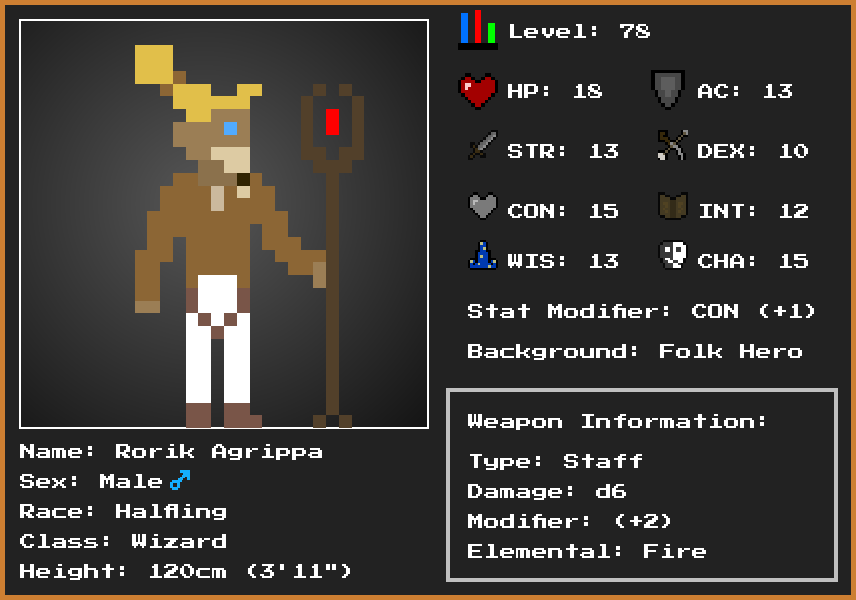 Level: 78
HP: 18
AC: 13
STR: 13
DEX: 10
CON: 15
INT: 12
WIS: 13
CHA: 15
Stat Modifier: CON (+1)
Background: Folk Hero
Weapon Information:
Type: Staff
Damage: d6
Modifier: (+2)
Elemental: Fire
Name: Rorik Agrippa
Sex: Male♂
Race: Halfling
Class: Wizard
Height: 120cm (3'11")